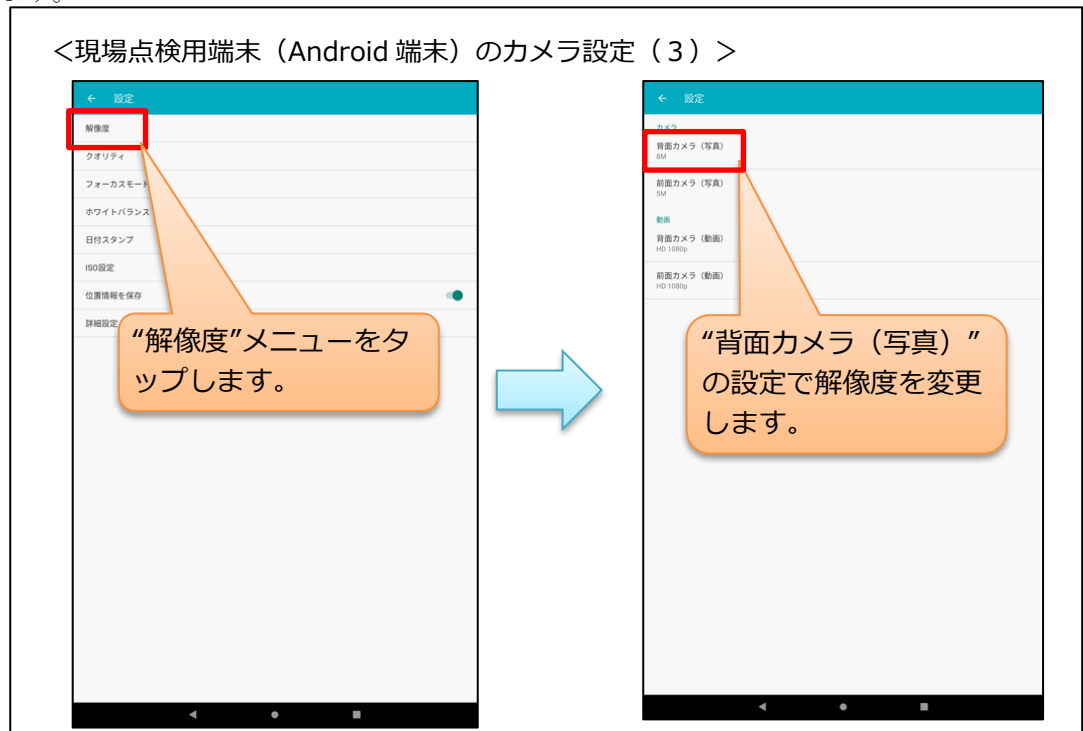 ＜現場点検用端末（Android 端末）のカメラ設定（３）＞
← 設定
解像度
クオリティ
フォーカスモード
ホワイトバランス
日付スタンプ
ISO設定
位置情報を保存
詳細設定
“解像度”メニューをタ
ップします。
← 設定
カメラ
背面カメラ（写真）
8M
前面カメラ（写真）
5M
動画
背面カメラ（動画）
HD 1080p
前面カメラ（動画）
HD 1080p
“背面カメラ（写真）”
の設定で解像度を変更
します。